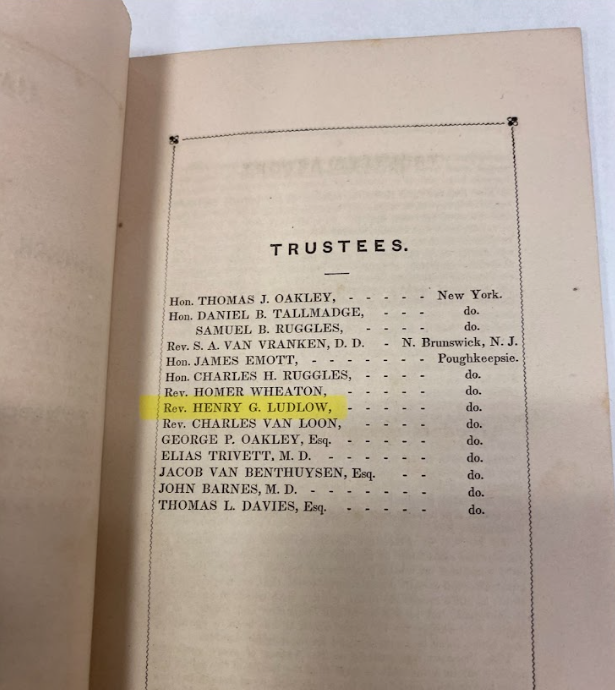 TRUSTEES.
Hon. THOMAS J. OAKLEY, - - - - - New York.
Hon. DANIEL B. TALLMADGE, - - - do.
SAMUEL B. RUGGLES, - - - - do.
Rev. S. A. VAN VRANKEN, D. D. - N. Brunswick, N. J.
Hon. JAMES EMOTT, - - - - - - - Poughkeepsie.
Hon. CHARLES H. RUGGLES, - - - - do.
Rev. HOMER WHEATON, - - - - - do.
Rev. HENRY G. LUDLOW, - - - - - do.
Rev. CHARLES VAN LOON, - - - - do.
GEORGE P. OAKLEY, Esq. - - - - do.
ELIAS TRIVETT, M. D. - - - - - do.
JACOB VAN BENTHUYSEN, Esq. - - do.
JOHN BARNES, M. D. - - - - - - - do.
THOMAS L. DAVIES, Esq. - - - - - do.